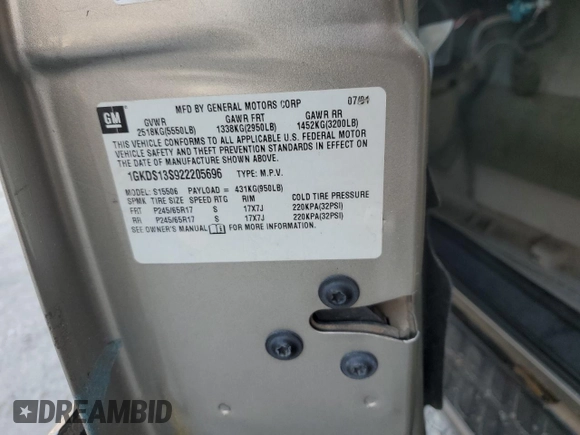 MFD BY GENERAL MOTORS CORP 07/01
GM
GVWR GAWR FRT GAWR RR
2518KG(5550LB) 1338KG(2950LB) 1452KG(3200LB)
THIS VEHICLE CONFORMS TO ALL APPLICABLE U.S. FEDERAL MOTOR
VEHICLE SAFETY AND THEFT PREVENTION STANDARDS IN EFFECT ON
THE DATE OF MANUFACTURE SHOWN ABOVE.
1GKDS13S922205696 TYPE: M.P.V.
MODEL: S15506 PAYLOAD = 431KG(950LB)
SPMK TIRE SIZE SPEED RTG RIM COLD TIRE PRESSURE
FRT P245/65R17 S 17X7J 220KPA(32PSI)
RR P245/65R17 S 17X7J 220KPA(32PSI)
SEE OWNER'S MANUAL FOR MORE INFORMATION.
DREAMBID